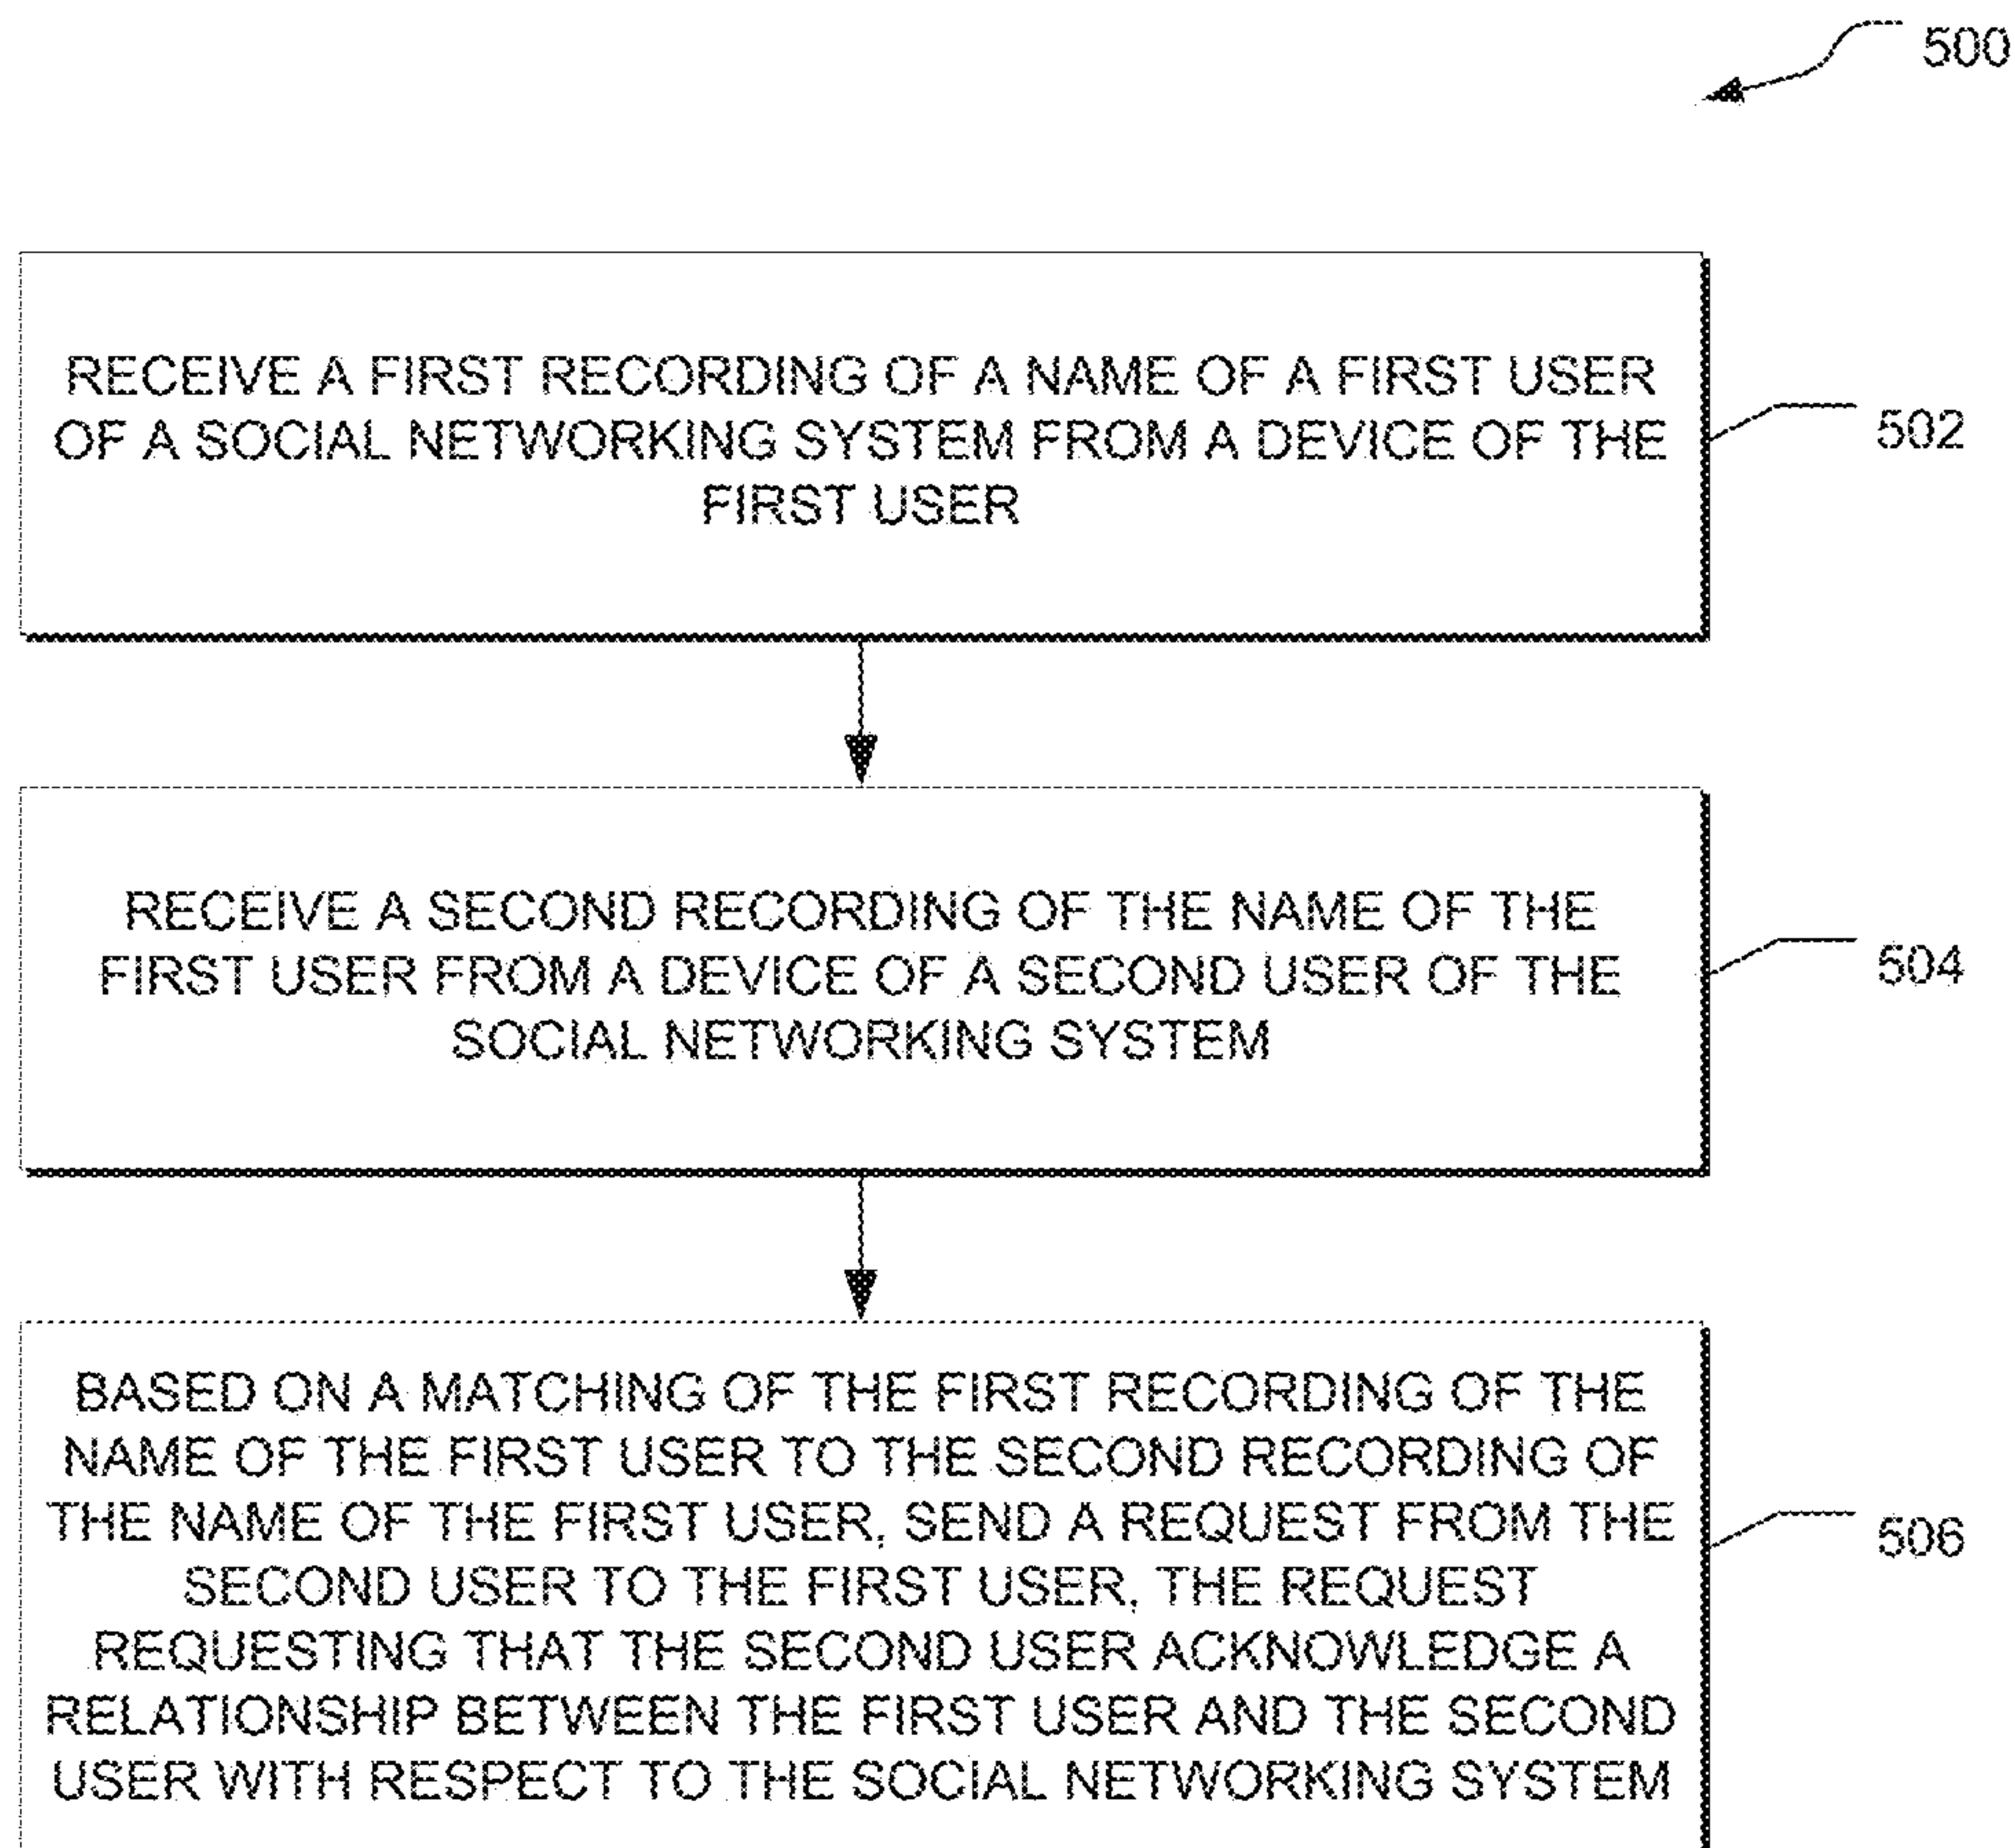 500
RECEIVE A FIRST RECORDING OF A NAME OF A FIRST USER
OF A SOCIAL NETWORKING SYSTEM FROM A DEVICE OF THE
FIRST USER
502
RECEIVE A SECOND RECORDING OF THE NAME OF THE
FIRST USER FROM A DEVICE OF A SECOND USER OF THE
SOCIAL NETWORKING SYSTEM
504
BASED ON A MATCHING OF THE FIRST RECORDING OF THE
NAME OF THE FIRST USER TO THE SECOND RECORDING OF
THE NAME OF THE FIRST USER, SEND A REQUEST FROM THE
SECOND USER TO THE FIRST USER, THE REQUEST
REQUESTING THAT THE SECOND USER ACKNOWLEDGE A
RELATIONSHIP BETWEEN THE FIRST USER AND THE SECOND
USER WITH RESPECT TO THE SOCIAL NETWORKING SYSTEM
506